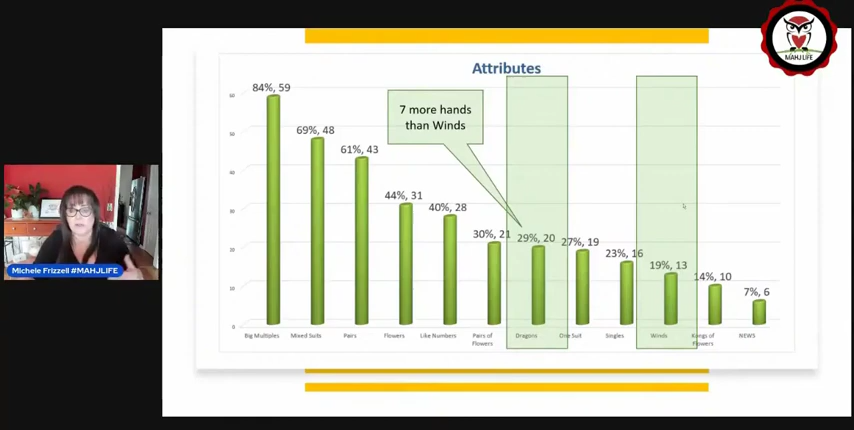 MAHJ LIFE
Attributes
7 more hands
than Winds
84%, 59
69%, 48
61%, 43
44%, 31
40%, 28
30%, 21
29%, 20
27%, 19
23%, 16
19%, 13
14%, 10
7%, 6
60
50
40
30
20
10
0
Big Multiples
Mixed Suits
Pairs
Flowers
Like Numbers
Pairs of
Flowers
Dragons
One Suit
Singles
Winds
Kongs of
Flowers
NEWS
Michele Frizzell #MAHJLIFE